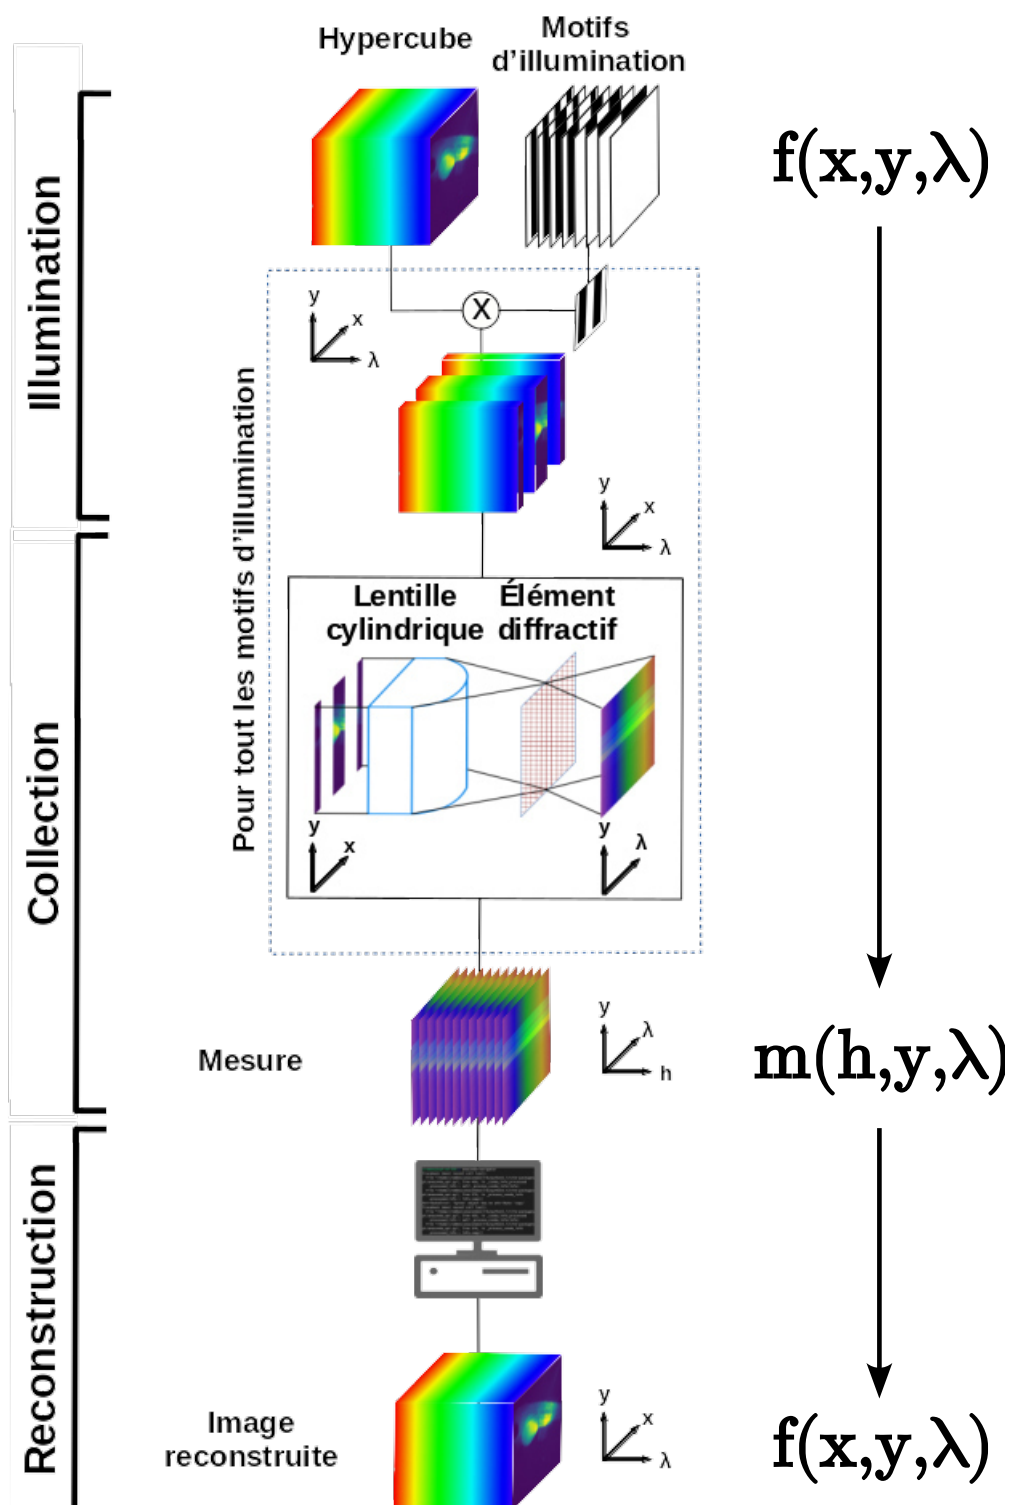 Hypercube
Motifs
d’illumination
f(x,y,λ)
Illumination
X
y
x
λ
Pour tout les motifs d’illumination
y
x
λ
Lentille
cylindrique
Élément
diffractif
y
x
y
λ
Collection
Mesure
y
λ
h
m(h,y,λ)
Reconstruction
Image
reconstruite
y
x
λ
f(x,y,λ)